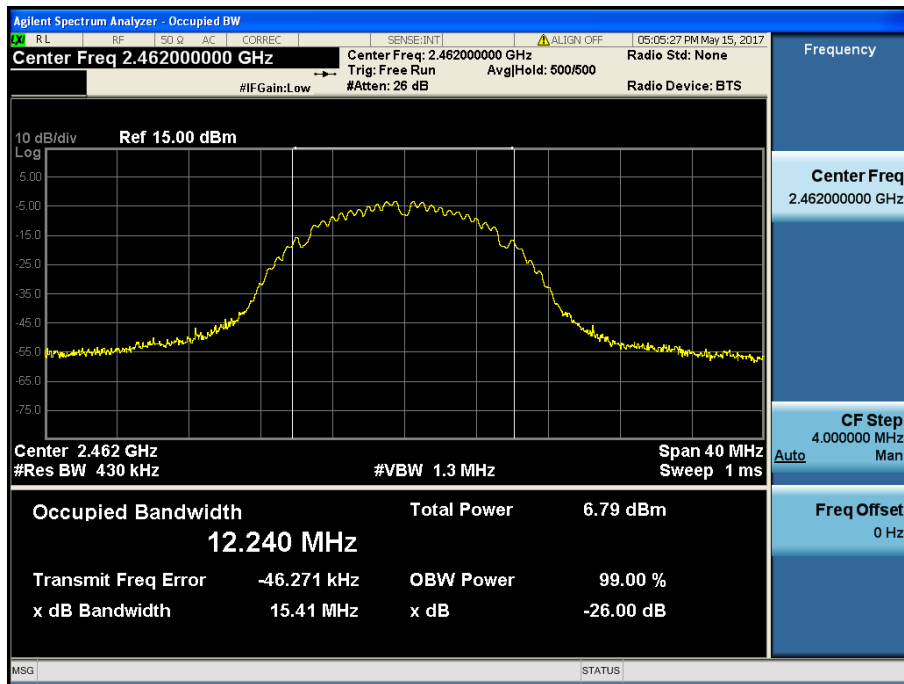 Agilent Spectrum Analyzer - Occupied BW
LXI RL RF 50 Ω AC CORREC SENSE:INT ALIGN OFF 05:05:27 PM May 15, 2017
Center Freq 2.462000000 GHz
Center Freq: 2.462000000 GHz
Radio Std: None
Trig: Free Run Avg|Hold: 500/500
#IFGain:Low
#Atten: 26 dB
Radio Device: BTS
10 dB/div Ref 15.00 dBm
Log
5.00
-5.00
-15.0
-25.0
-35.0
-45.0
-55.0
-65.0
-75.0
Center 2.462 GHz Span 40 MHz
#Res BW 430 kHz #VBW 1.3 MHz Sweep 1 ms
Occupied Bandwidth Total Power 6.79 dBm
12.240 MHz
Transmit Freq Error -46.271 kHz OBW Power 99.00 %
x dB Bandwidth 15.41 MHz x dB -26.00 dB
Frequency
Center Freq
2.462000000 GHz
CF Step
4.000000 MHz
Auto Man
Freq Offset
0 Hz
MSG STATUS